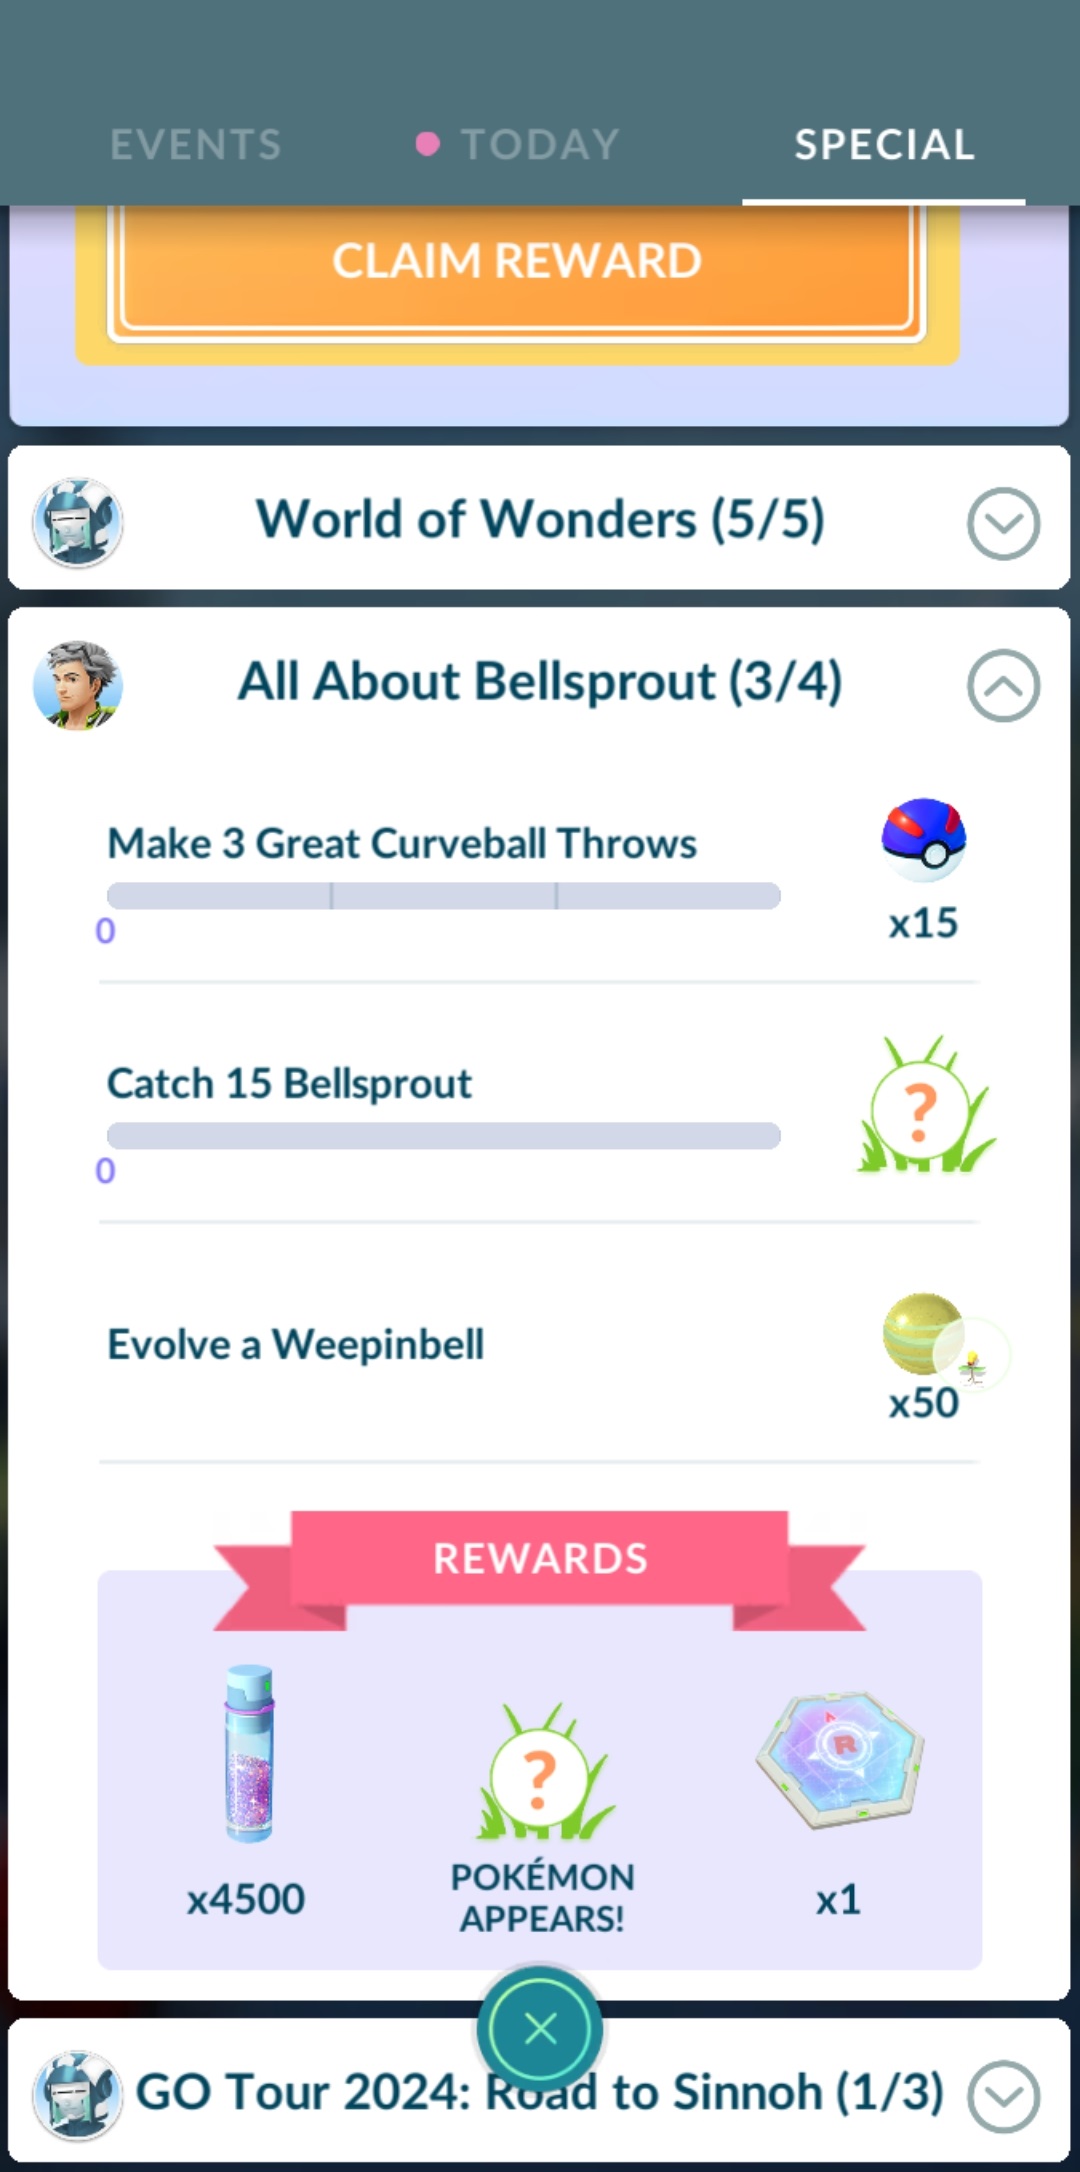 EVENTS
TODAY
SPECIAL
CLAIM REWARD
World of Wonders (5/5)
All About Bellsprout (3/4)
Make 3 Great Curveball Throws
0
x15
Catch 15 Bellsprout
0
?
Evolve a Weepinbell
x50
REWARDS
R
?
x4500
POKÉMON
APPEARS!
x1
GO Tour 2024: Road to Sinnoh (1/3)